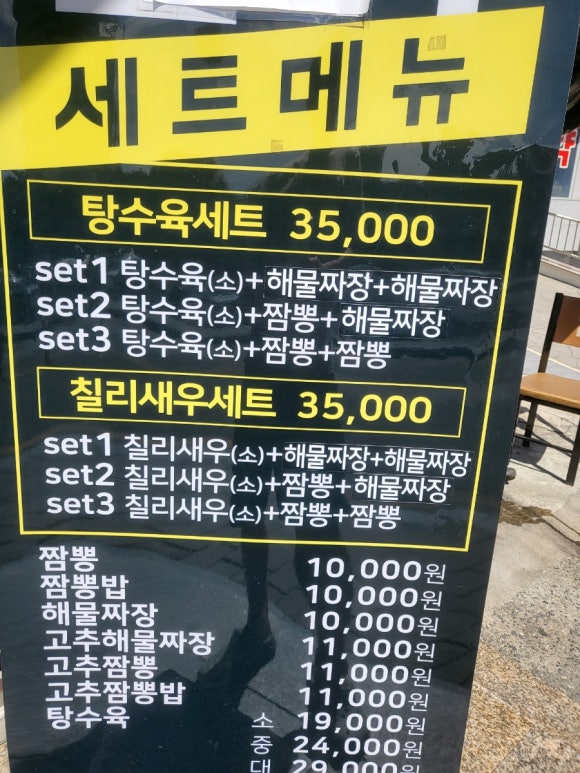 세트메뉴
탕수육세트 35,000
set1 탕수육(소)+해물짜장+해물짜장
set2 탕수육(소)+짬뽕+해물짜장
set3 탕수육(소)+짬뽕+짬뽕
칠리새우세트 35,000
set1 칠리새우(소)+해물짜장+해물짜장
set2 칠리새우(소)+짬뽕+해물짜장
set3 칠리새우(소)+짬뽕+짬뽕
짬뽕 10,000원
짬뽕밥 10,000원
해물짜장 10,000원
고추해물짜장 11,000원
고추짬뽕 11,000원
고추짬뽕밥 11,000원
탕수육 소 19,000원
중 24,000원
대 29,000원